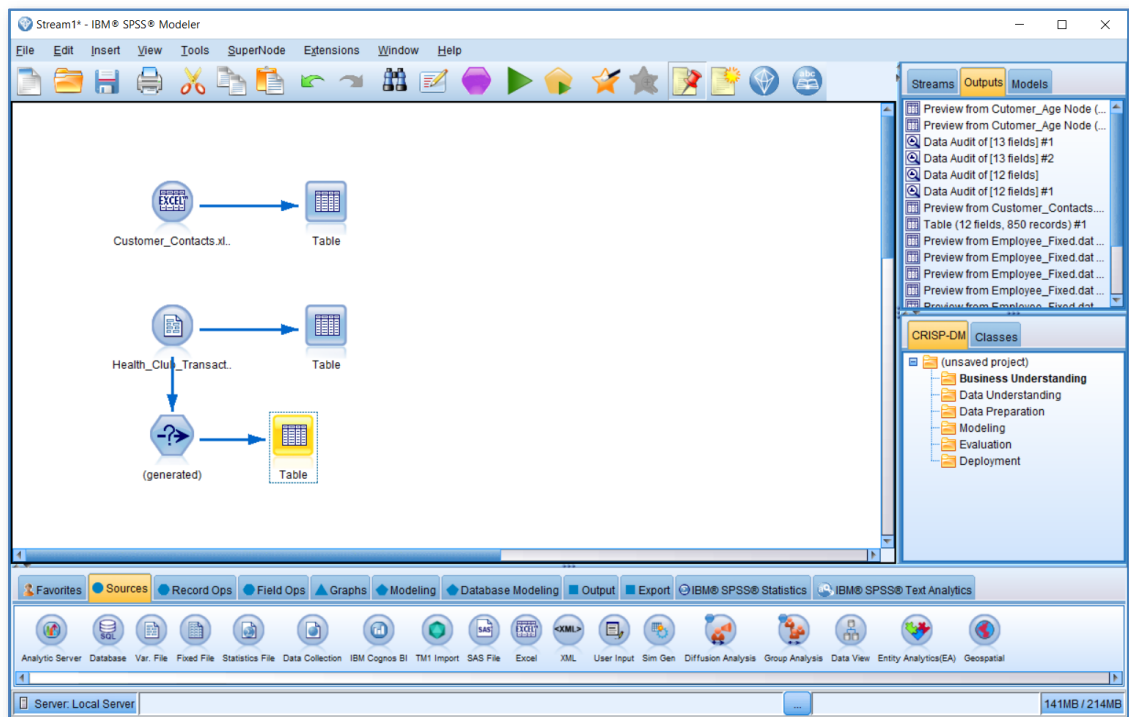 Stream1* - IBM® SPSS® Modeler
File Edit Insert View Tools SuperNode Extensions Window Help
Streams Outputs Models
Preview from Cutomer_Age Node (...
Preview from Cutomer_Age Node (...
Data Audit of [13 fields] #1
Data Audit of [13 fields] #2
Data Audit of [12 fields]
Data Audit of [12 fields] #1
Preview from Customer_Contacts....
Table (12 fields, 850 records) #1
Preview from Employee_Fixed.dat ...
Preview from Employee_Fixed.dat ...
Preview from Employee_Fixed.dat ...
Preview from Employee_Fixed.dat ...
Preview from Employee_Fixed.dat
EXCEL™
Customer_Contacts.xl..
Table
Health_Club_Transact..
Table
(generated)
Table
CRISP-DM Classes
(unsaved project)
Business Understanding
Data Understanding
Data Preparation
Modeling
Evaluation
Deployment
Favorites Sources Record Ops Field Ops Graphs Modeling Database Modeling Output Export IBM® SPSS® Statistics IBM® SPSS® Text Analytics
SQL SAS EXCEL <XML>
Analytic Server Database Var. File Fixed File Statistics File Data Collection IBM Cognos BI TM1 Import SAS File Excel XML User Input Sim Gen Diffusion Analysis Group Analysis Data View Entity Analytics(EA) Geospatial
Server: Local Server ... 141MB / 214MB